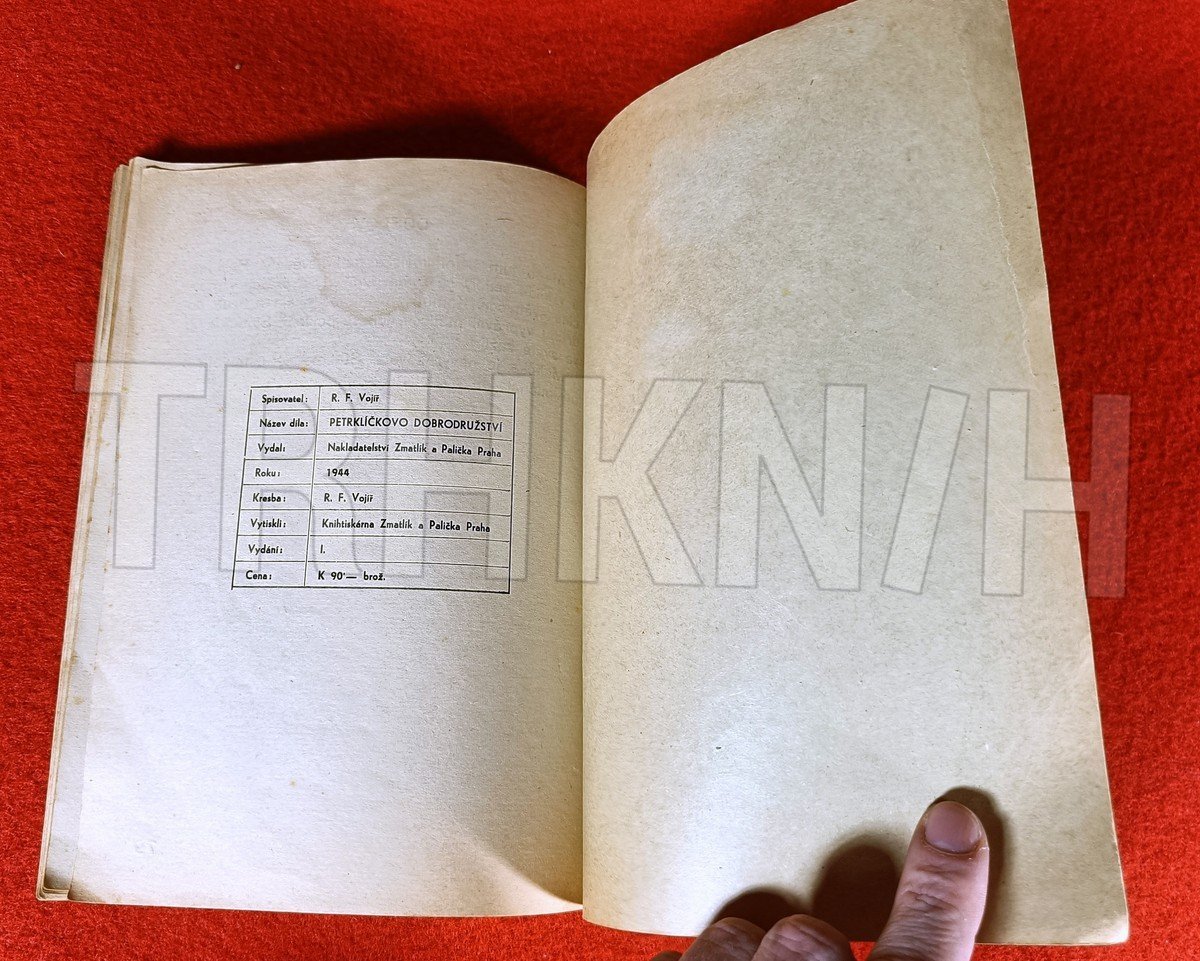 Spisovatel: R. F. Vojíř
Název díla: PETRKLÍČKOVO DOBRODRUŽSTVÍ
Vydal: Nakladatelství Zmatlík a Palička Praha
Roku: 1944
Kresba: R. F. Vojíř
Vytiskli: Knihtiskárna Zmatlík a Palička Praha
Vydání: I.
Cena: K 90'— brož.
TRHKNIH